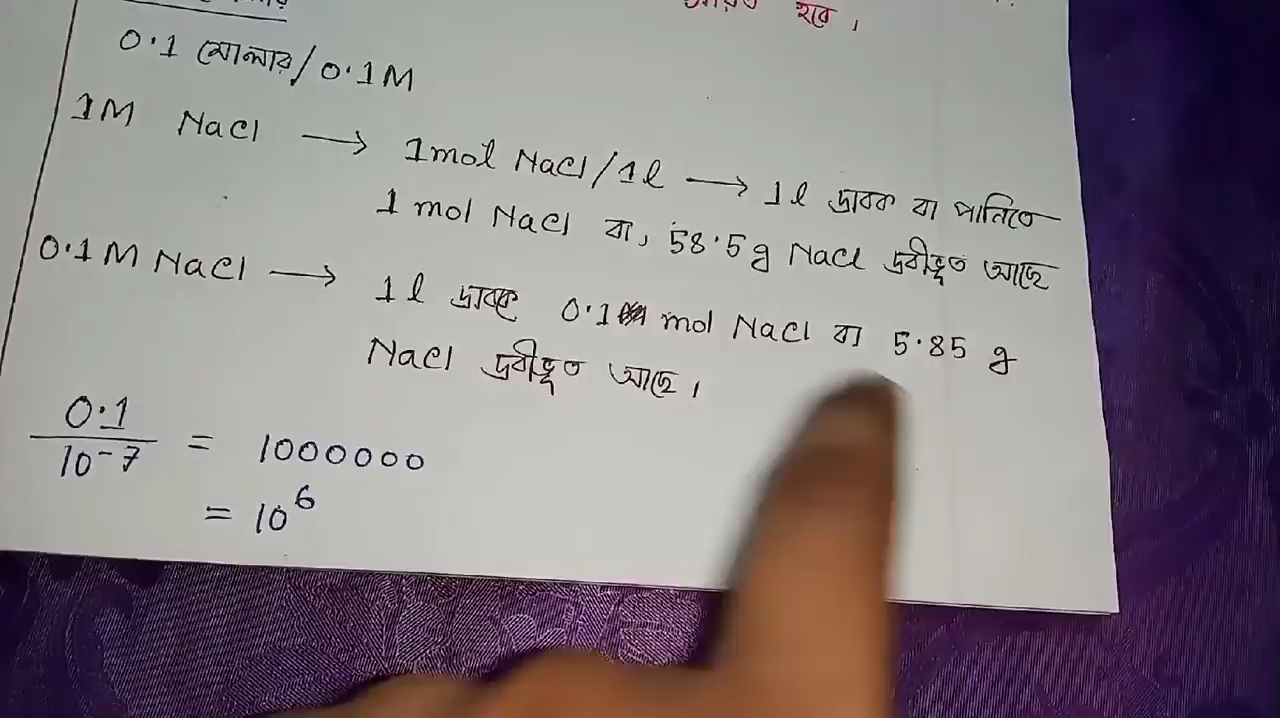 হবে।
0.1 মোলার/0.1M
1M NaCl → 1mol NaCl/1l → 1l দ্রাবক বা পানিতে
1 mol NaCl বা, 58.5g NaCl দ্রবীভূত আছে
0.1M NaCl → 1l দ্রাবকে 0.1 mol NaCl বা 5.85 g
NaCl দ্রবীভূত আছে।
0.1/10⁻⁷ = 1000000
= 10⁶